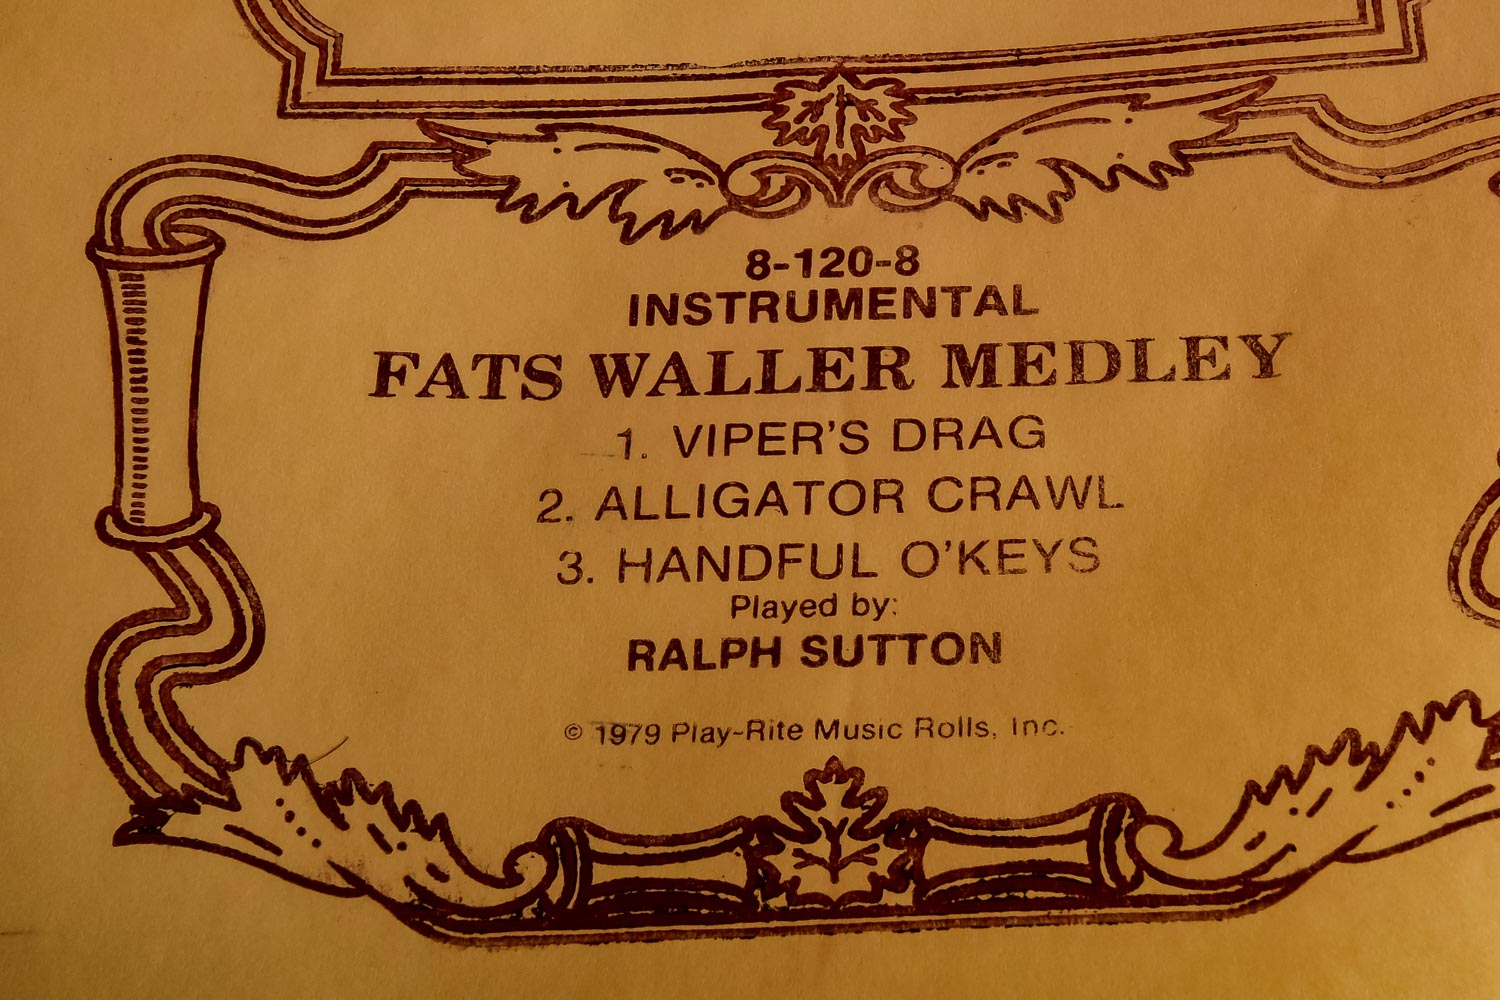 8-120-8
INSTRUMENTAL
FATS WALLER MEDLEY
1. VIPER'S DRAG
2. ALLIGATOR CRAWL
3. HANDFUL O'KEYS
Played by:
RALPH SUTTON
© 1979 Play-Rite Music Rolls, Inc.